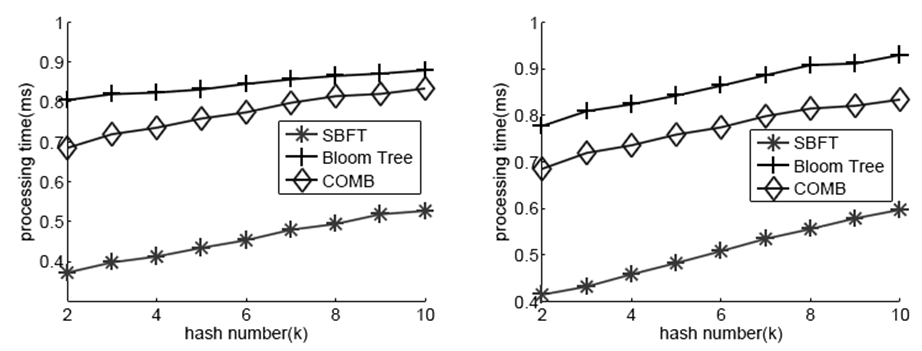 1
0.9
0.8
0.7
0.6
0.5
0.4
processing time(ms)
SBFT
Bloom Tree
COMB
2 4 6 8 10
hash number(k)
1
0.9
0.8
0.7
0.6
0.5
0.4
processing time(ms)
SBFT
Bloom Tree
COMB
2 4 6 8 10
hash number(k)